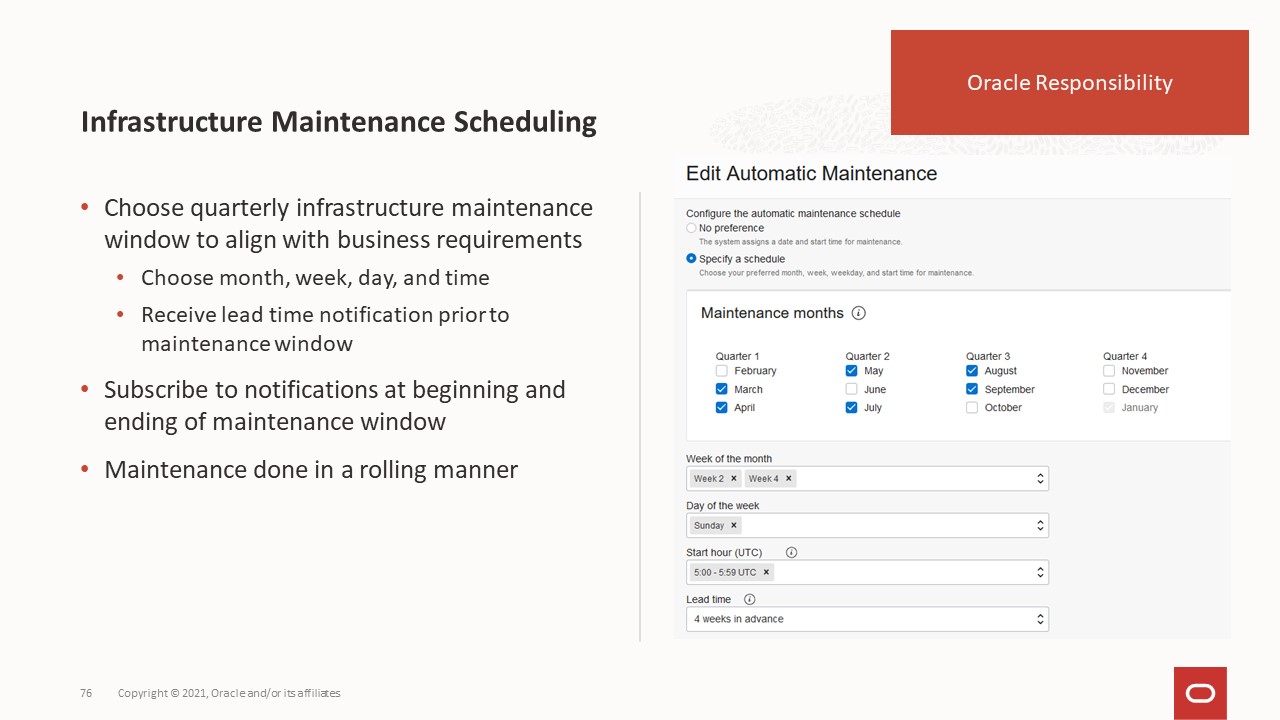 Oracle Responsibility
Infrastructure Maintenance Scheduling
• Choose quarterly infrastructure maintenance
window to align with business requirements
• Choose month, week, day, and time
• Receive lead time notification prior to
maintenance window
• Subscribe to notifications at beginning and
ending of maintenance window
• Maintenance done in a rolling manner
Edit Automatic Maintenance
Configure the automatic maintenance schedule
No preference
The system assigns a date and start time for maintenance.
Specify a schedule
Choose your preferred month, week, weekday, and start time for maintenance.
Maintenance months
Quarter 1 Quarter 2 Quarter 3 Quarter 4
February May August November
March June September December
April July October January
Week of the month
Week 2 × Week 4 ×
Day of the week
Sunday ×
Start hour (UTC)
5:00 - 5:59 UTC ×
Lead time
4 weeks in advance
76 Copyright © 2021, Oracle and/or its affiliates